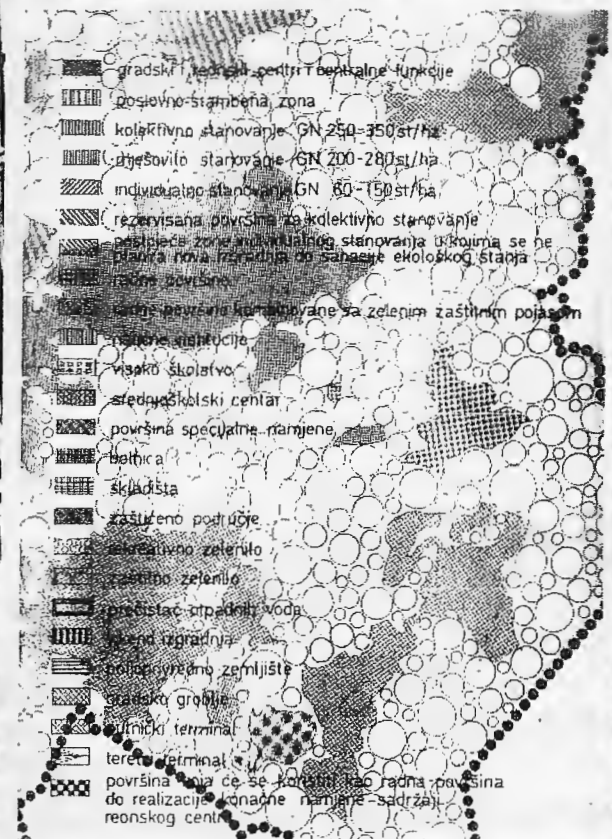 gradski i reonski centri i centralne funkcije
poslovno-stambena zona
kolektivno stanovanje GN 250-350st/ha
mješovito stanovanje GN 200-280st/ha
individualno stanovanje GN 60-150st/ha
rezervisana površina za kolektivno stanovanje
postojeće zone individualnog stanovanja u kojima se ne
planira nova izgradnja do sanacije ekološkog stanja
radne površine
radne površine kombinovane sa zelenim zaštitnim pojasom
naučne institucije
visoko školstvo
srednjoškolski centar
površina specijalne namjene
bolnica
skladišta
zaštićeno područje
rekreativno zelenilo
zaštitno zelenilo
prečistač otpadnih voda
vikend izgradnja
poljoprivredno zemljište
gradsko groblje
putnički terminal
teretni terminal
površina koja će se koristiti kao radna površina
do realizacije konačne namjene-sadržaji
reonskog centra